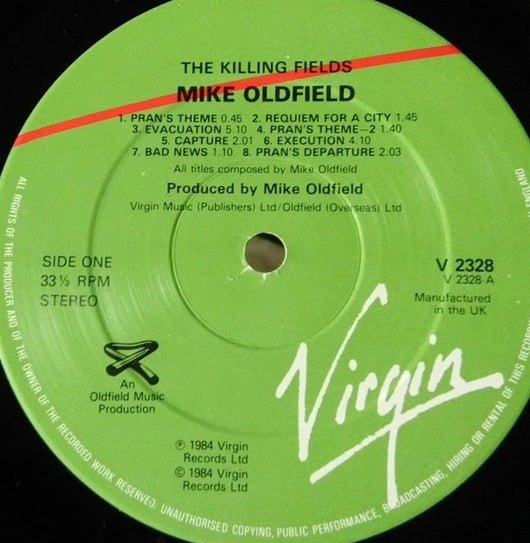 THE KILLING FIELDS
MIKE OLDFIELD
1. PRAN'S THEME 0.45 2. REQUIEM FOR A CITY 1.45
3. EVACUATION 5.10 4. PRAN'S THEME—2 1.40
5. CAPTURE 2.01 6. EXECUTION 4.10
7. BAD NEWS 1.10 8. PRAN'S DEPARTURE 2.03
All titles composed by Mike Oldfield
Produced by Mike Oldfield
Virgin Music (Publishers) Ltd/Oldfield (Overseas) Ltd
SIDE ONE
33⅓ RPM
STEREO
V 2328
V 2328-A
Manufactured
in the UK
An
Oldfield Music
Production
Virgin
℗ 1984 Virgin
Records Ltd
© 1984 Virgin
Records Ltd
ALL RIGHTS OF THE PRODUCER AND OF THE OWNER OF THE RECORDED WORK RESERVED. UNAUTHORISED COPYING, PUBLIC PERFORMANCE, BROADCASTING, HIRING OR RENTAL OF THIS